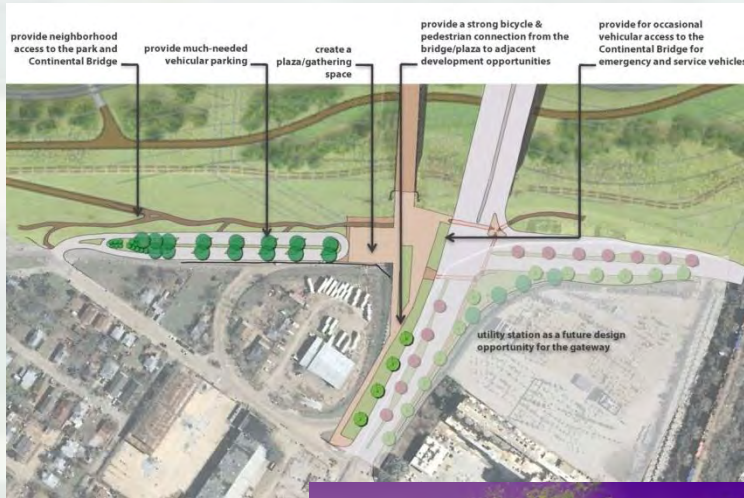 provide neighborhood
access to the park and
Continental Bridge
provide much-needed
vehicular parking
create a
plaza/gathering
space
provide a strong bicycle &
pedestrian connection from the
bridge/plaza to adjacent
development opportunities
provide for occasional
vehicular access to the
Continental Bridge for
emergency and service vehicles
utility station as a future design
opportunity for the gateway